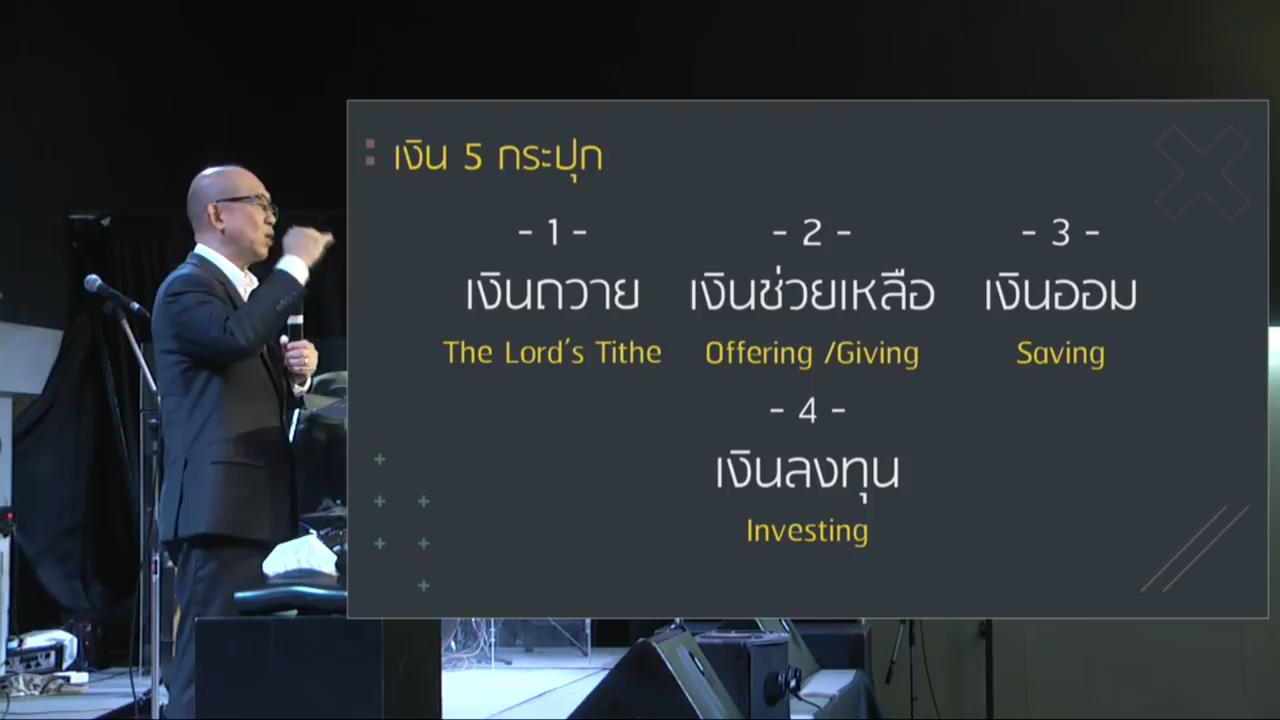 เงิน 5 กระปุก
- 1 -
เงินถวาย
The Lord's Tithe
- 2 -
เงินช่วยเหลือ
Offering /Giving
- 3 -
เงินออม
Saving
- 4 -
เงินลงทุน
Investing